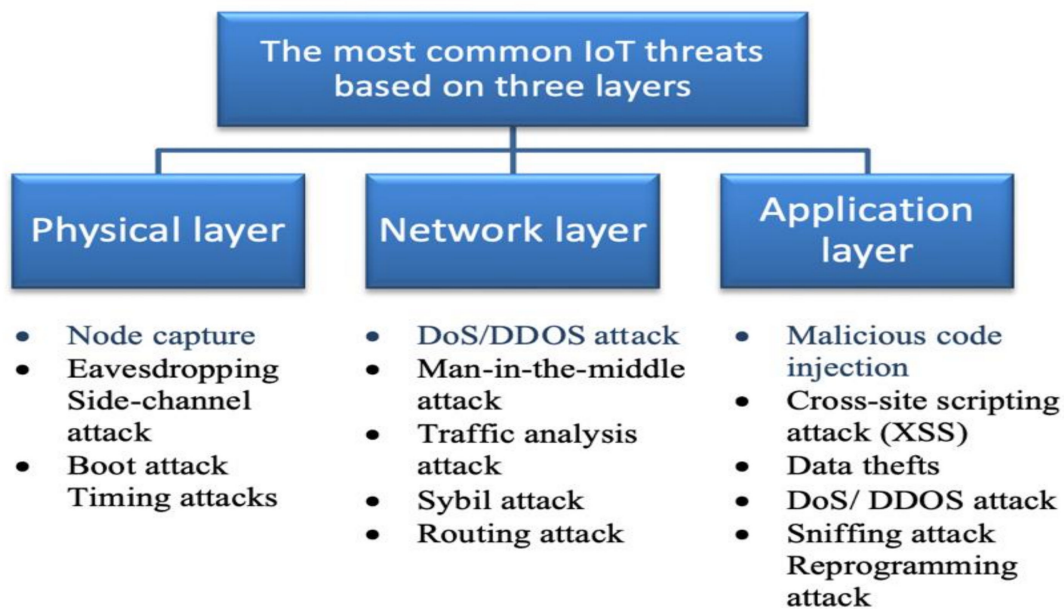 The most common IoT threats
based on three layers
Physical layer
Network layer
Application
layer
• Node capture
• Eavesdropping
Side-channel
attack
• Boot attack
Timing attacks
• DoS/DDOS attack
• Man-in-the-middle
attack
• Traffic analysis
attack
• Sybil attack
• Routing attack
• Malicious code
injection
• Cross-site scripting
attack (XSS)
• Data thefts
• DoS/ DDOS attack
• Sniffing attack
Reprogramming
attack